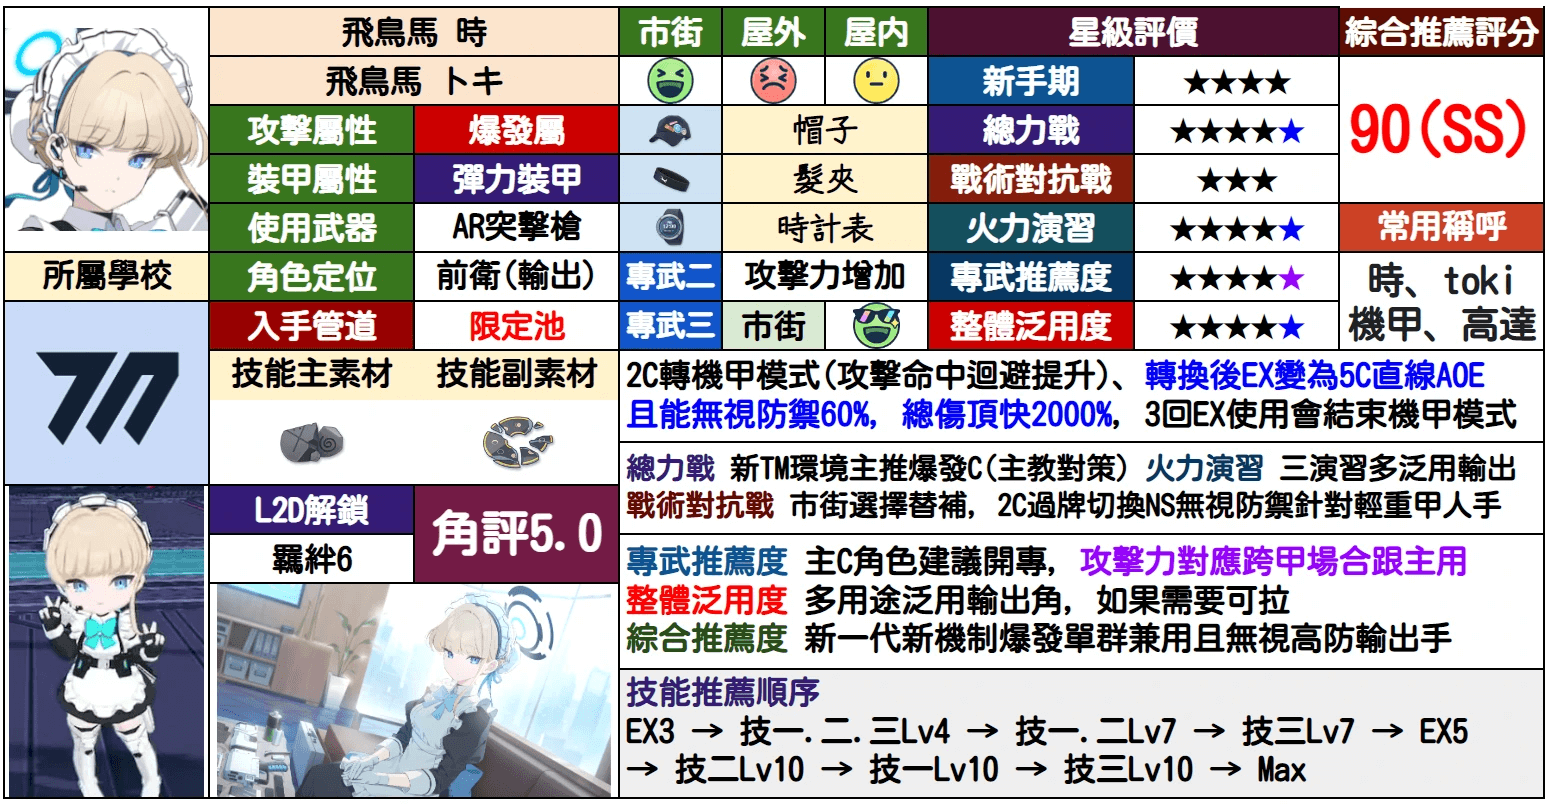 飛鳥馬 時
市街
屋外
屋内
星級評價
綜合推薦評分
飛鳥馬 トキ
新手期
★★★★
90(SS)
攻擊屬性
爆發屬
帽子
總力戰
★★★★★
裝甲屬性
彈力裝甲
髮夾
戰術對抗戰
★★★
使用武器
AR突擊槍
時計表
火力演習
★★★★★
常用稱呼
所屬學校
角色定位
前衛(輸出)
專武二
攻擊力增加
專武推薦度
★★★★★
時、toki
機甲、高達
入手管道
限定池
專武三
市街
整體泛用度
★★★★★
技能主素材
技能副素材
2C轉機甲模式(攻擊命中迴避提升)、轉換後EX變為5C直線AOE
且能無視防禦60%, 總傷頂快2000%, 3回EX使用會結束機甲模式
總力戰 新TM環境主推爆發C(主教對策) 火力演習 三演習多泛用輸出
戰術對抗戰 市街選擇替補, 2C過牌切換NS無視防禦針對輕重甲人手
L2D解鎖
角評5.0
羈絆6
專武推薦度 主C角色建議開專, 攻擊力對應跨甲場合跟主用
整體泛用度 多用途泛用輸出角, 如果需要可拉
綜合推薦度 新一代新機制爆發單群兼用且無視高防輸出手
技能推薦順序
EX3 → 技一.二.三Lv4 → 技一.二Lv7 → 技三Lv7 → EX5
→ 技二Lv10 → 技一Lv10 → 技三Lv10 → Max